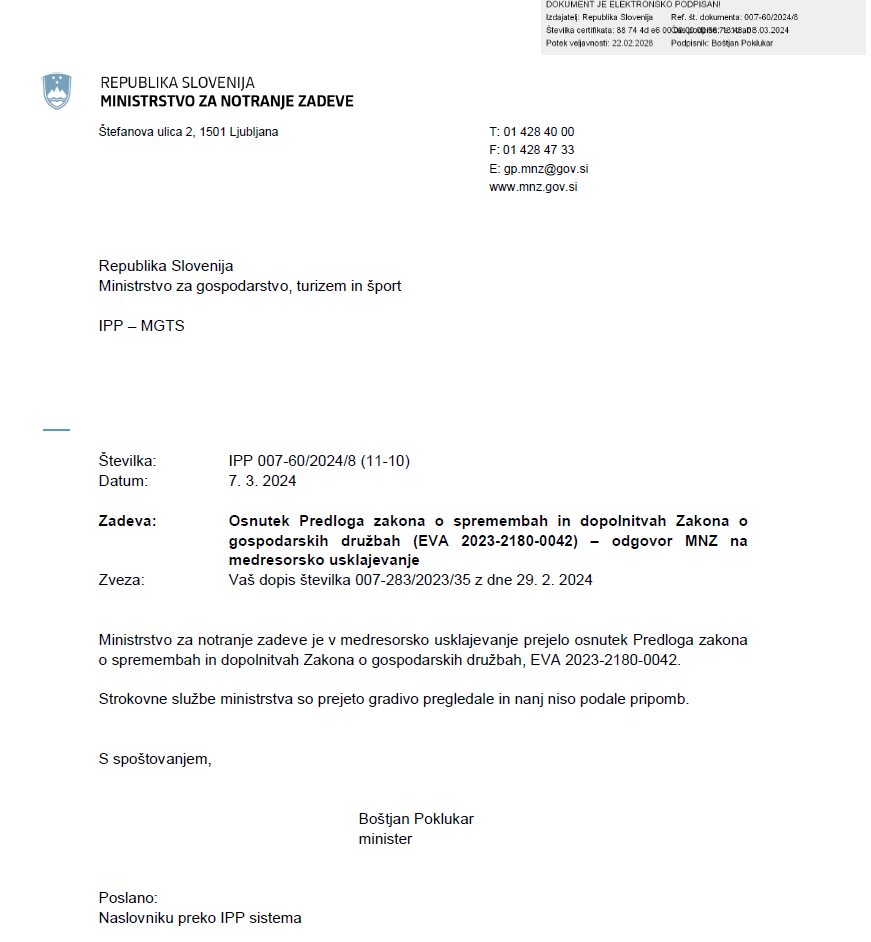 DOKUMENT JE ELEKTRONSKO PODPISAN!
Izdajatelj: Republika Slovenija Ref. št. dokumenta: 007-60/2024/8
Številka certifikata: 88 74 4d e6 00 03.2024
Potek veljavnosti: 22.02.2028 Podpisnik: Boštjan Poklukar
REPUBLIKA SLOVENIJA
MINISTRSTVO ZA NOTRANJE ZADEVE
Štefanova ulica 2, 1501 Ljubljana
T: 01 428 40 00
F: 01 428 47 33
E: gp.mnz@gov.si
www.mnz.gov.si
Republika Slovenija
Ministrstvo za gospodarstvo, turizem in šport
IPP – MGTS
Številka: IPP 007-60/2024/8 (11-10)
Datum: 7. 3. 2024
Zadeva: Osnutek Predloga zakona o spremembah in dopolnitvah Zakona o
gospodarskih družbah (EVA 2023-2180-0042) – odgovor MNZ na
medresorsko usklajevanje
Zveza: Vaš dopis številka 007-283/2023/35 z dne 29. 2. 2024
Ministrstvo za notranje zadeve je v medresorsko usklajevanje prejelo osnutek Predloga zakona
o spremembah in dopolnitvah Zakona o gospodarskih družbah, EVA 2023-2180-0042.
Strokovne službe ministrstva so prejeto gradivo pregledale in nanj niso podale pripomb.
S spoštovanjem,
Boštjan Poklukar
minister
Poslano:
Naslovniku preko IPP sistema